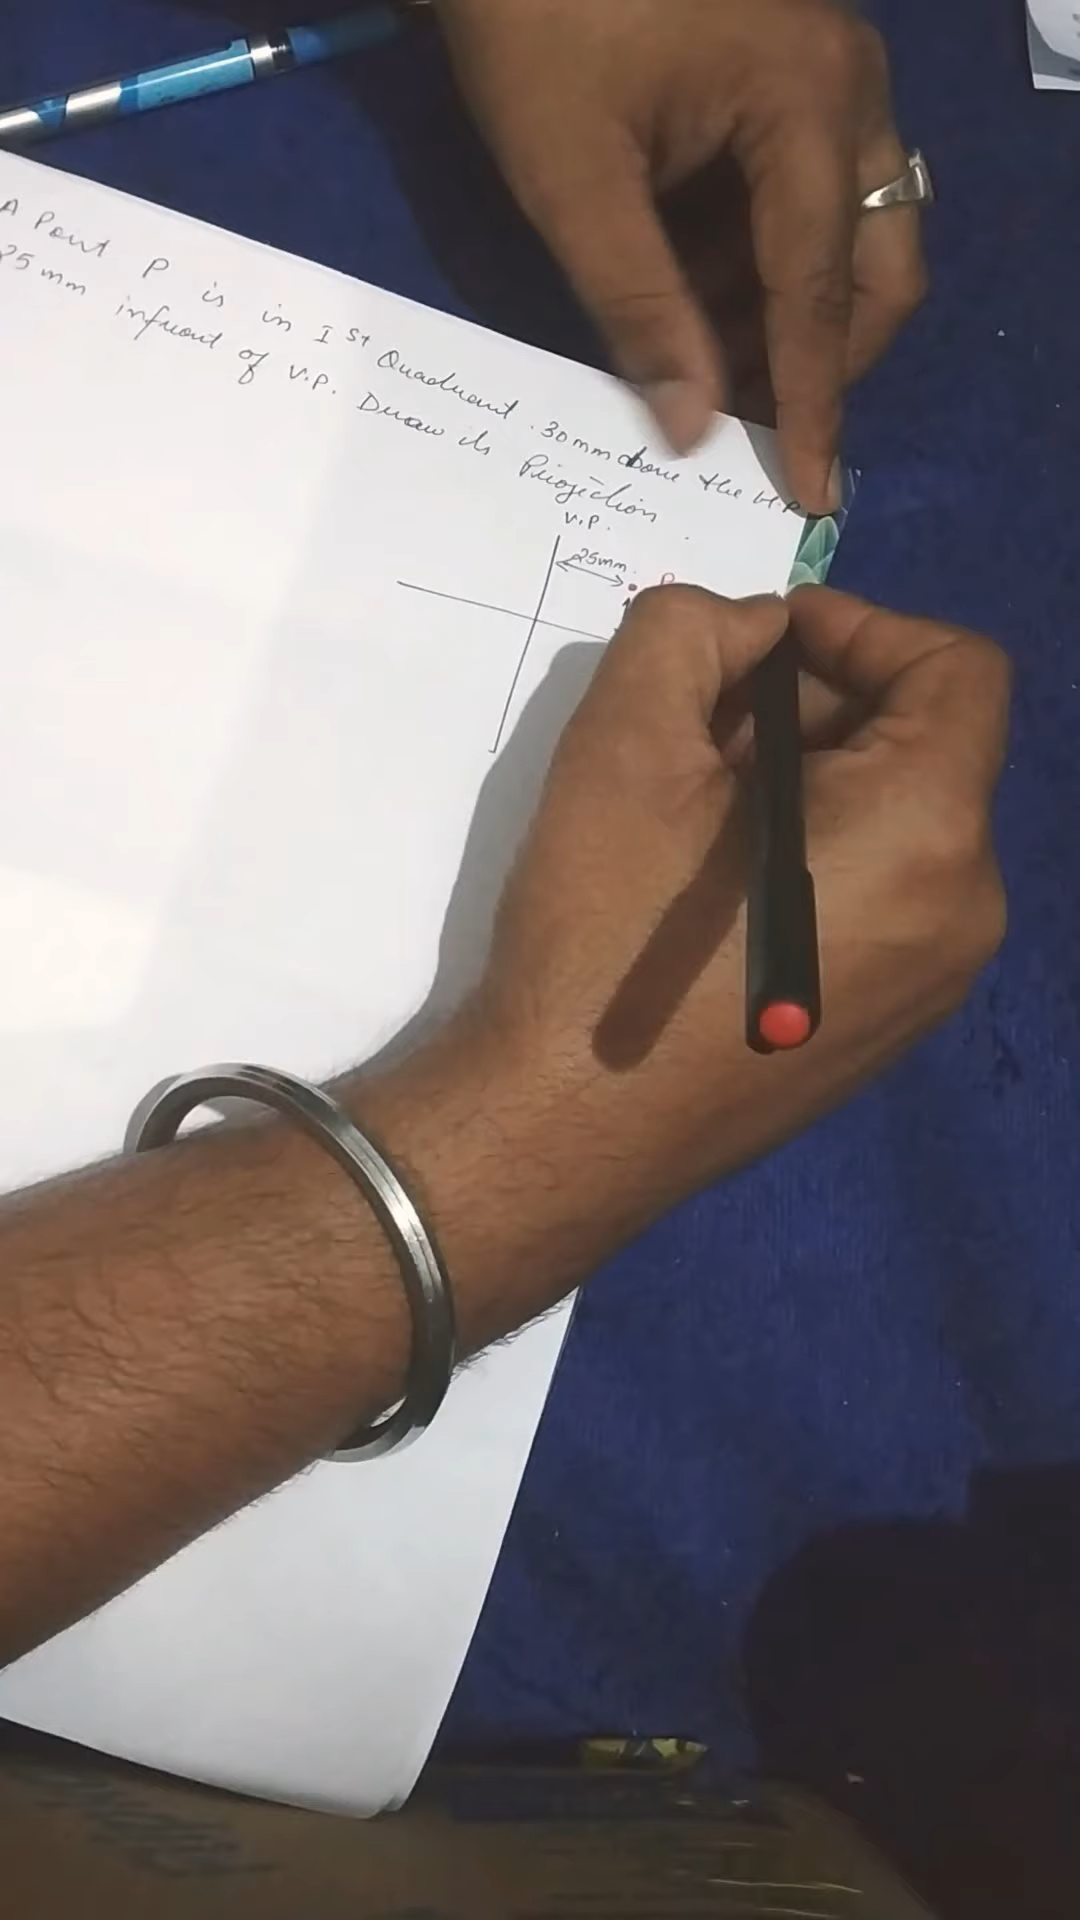 A Point P is in Ist Quadrant. 30mm above the H.P
25mm infront of V.P. Draw its Projection.
V.P.
25mm.
P